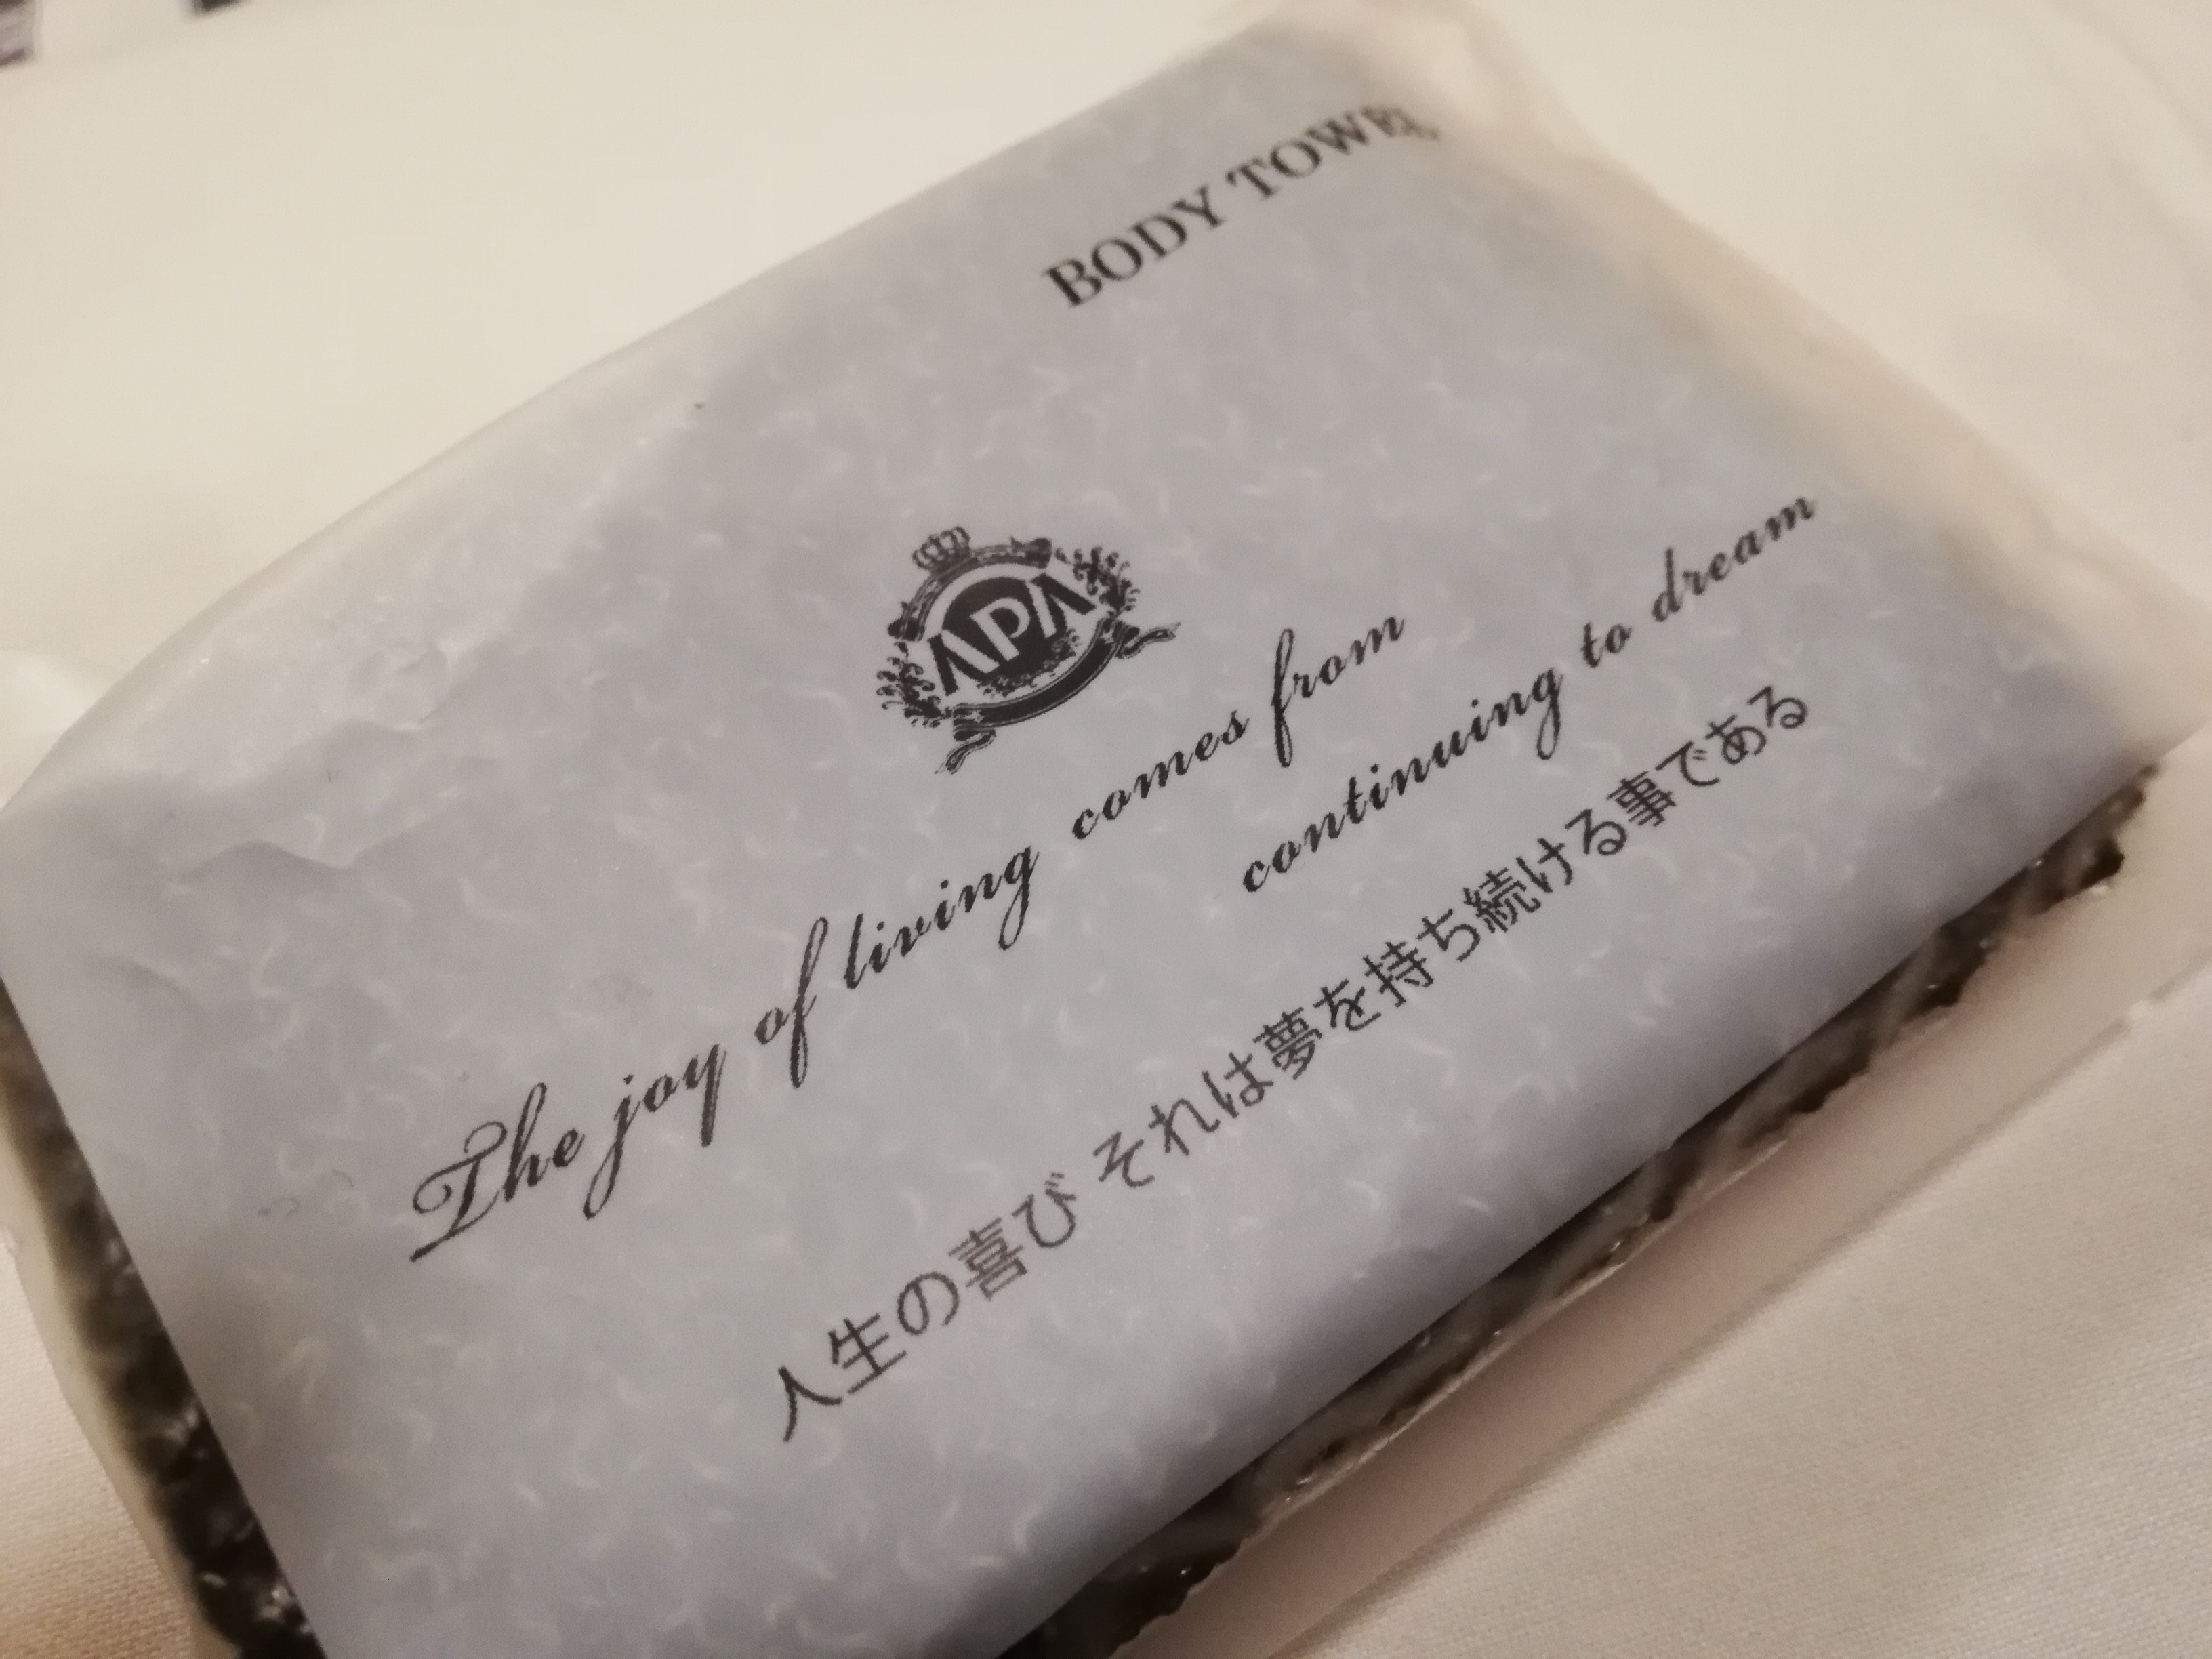 BODY TOWEL
APA
The joy of living comes from
continuing to dream
人生の喜び それは夢を持ち続ける事である